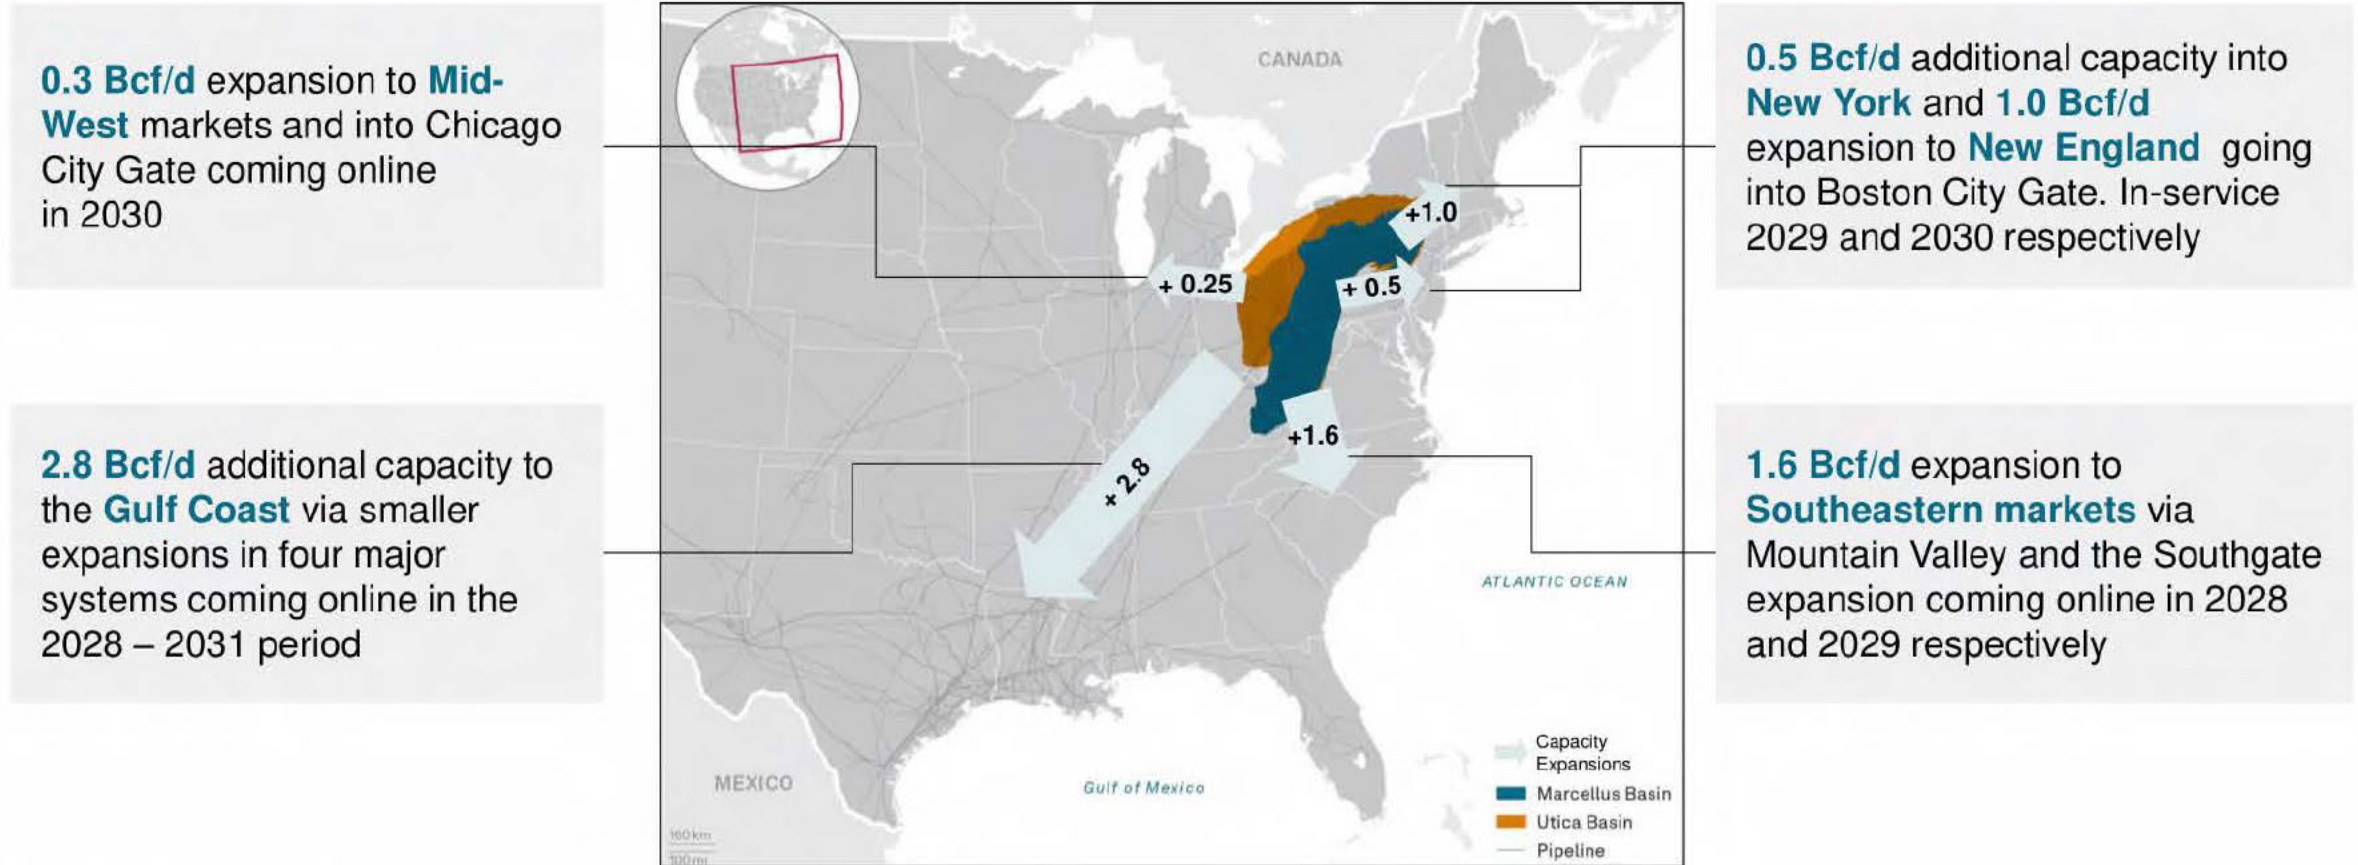 0.3 Bcf/d expansion to Mid-
West markets and into Chicago
City Gate coming online
in 2030
2.8 Bcf/d additional capacity to
the Gulf Coast via smaller
expansions in four major
systems coming online in the
2028 – 2031 period
CANADA
+1.0
+ 0.25
+ 0.5
+1.6
+ 2.8
ATLANTIC OCEAN
MEXICO
Gulf of Mexico
160 km
100 mi
Capacity
Expansions
Marcellus Basin
Utica Basin
Pipeline
0.5 Bcf/d additional capacity into
New York and 1.0 Bcf/d
expansion to New England going
into Boston City Gate. In-service
2029 and 2030 respectively
1.6 Bcf/d expansion to
Southeastern markets via
Mountain Valley and the Southgate
expansion coming online in 2028
and 2029 respectively